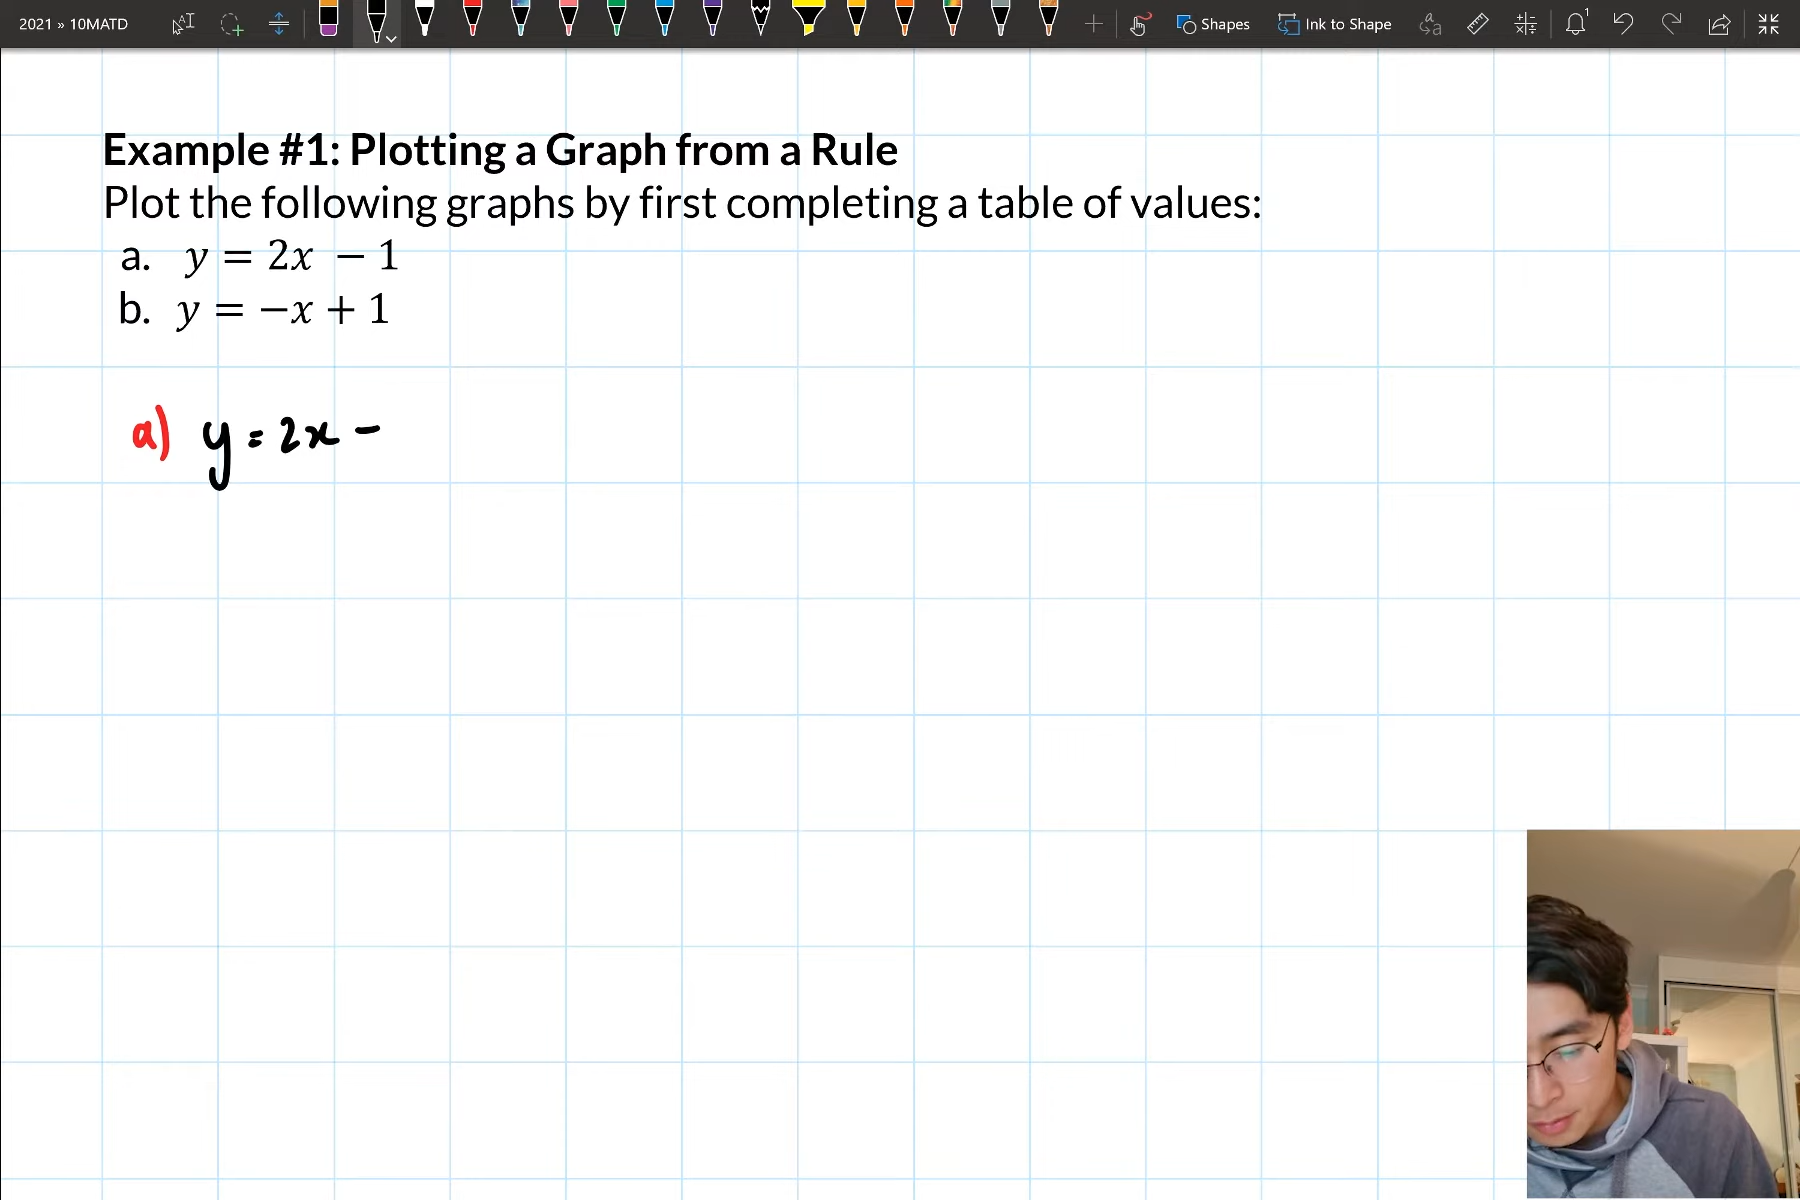 2021 » 10MATD
Shapes
Ink to Shape
1
Example #1: Plotting a Graph from a Rule
Plot the following graphs by first completing a table of values:
a. y = 2x − 1
b. y = −x + 1
a) y = 2x −